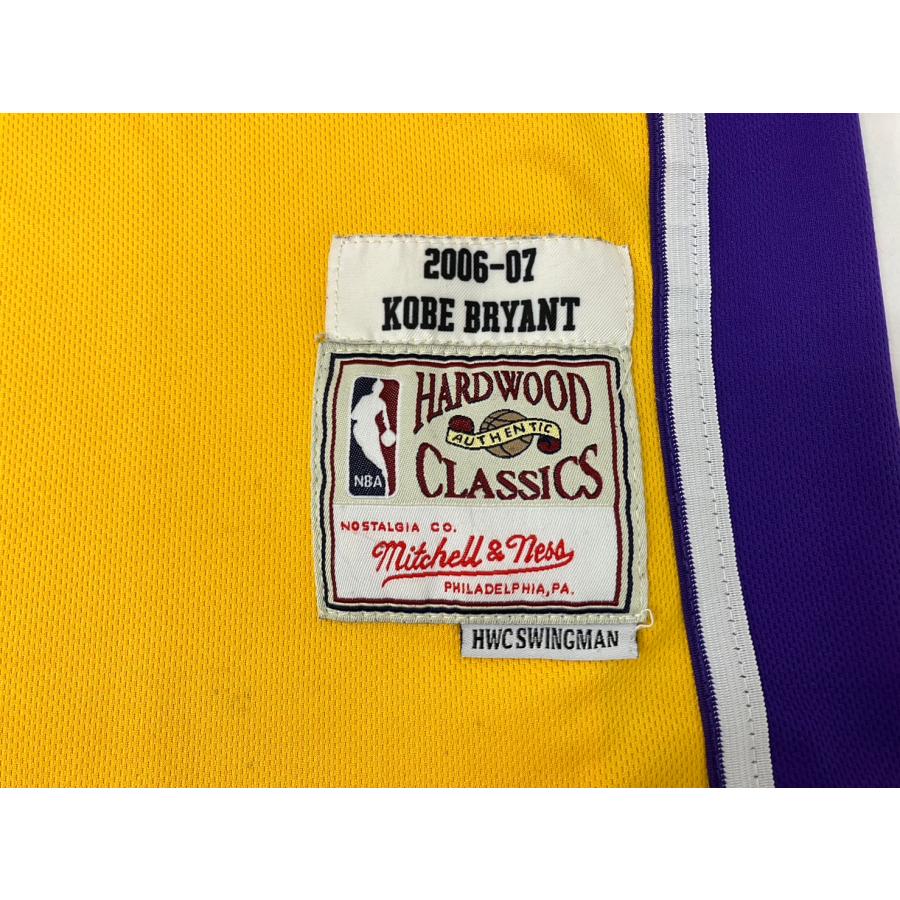 2006-07
KOBE BRYANT
HARDWOOD
AUTHENTIC
CLASSICS
NBA
NOSTALGIA CO.
Mitchell & Ness
PHILADELPHIA, PA.
HWC SWINGMAN